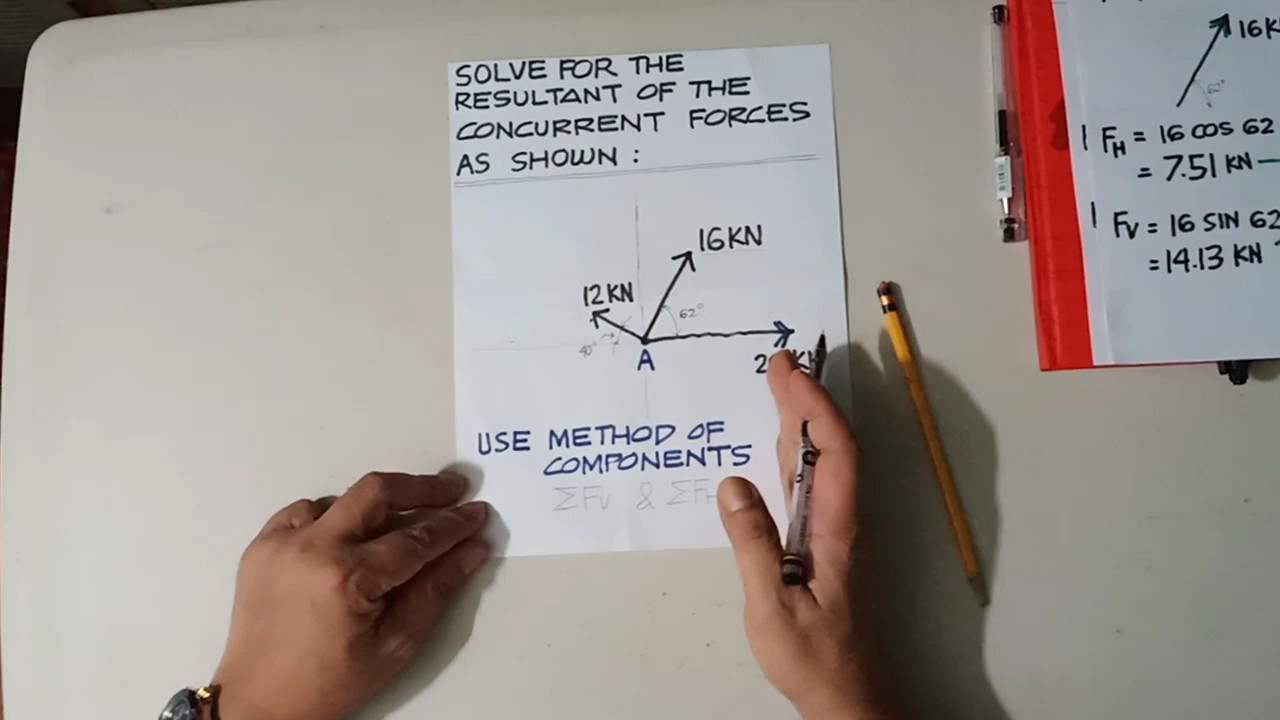 SOLVE FOR THE
RESULTANT OF THE
CONCURRENT FORCES
AS SHOWN :
16KN
12KN
62°
40°
A
USE METHOD OF
COMPONENTS
ΣFv & ΣFH
16K
62°
FH = 16 COS 62
= 7.51 KN
Fv = 16 SIN 62
= 14.13 KN